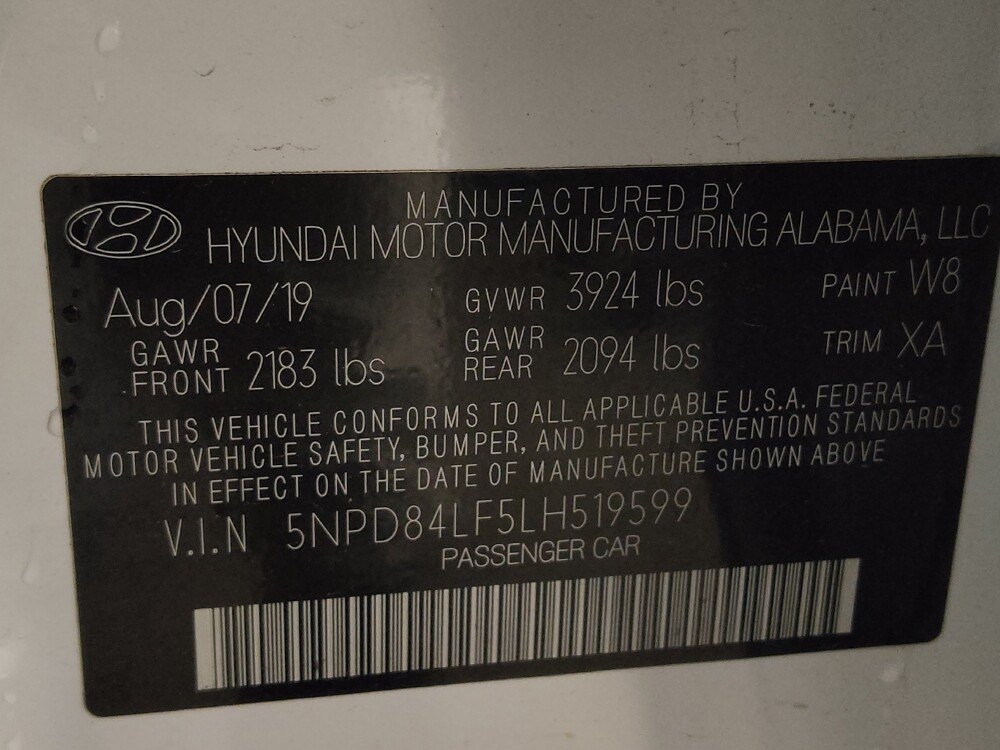 MANUFACTURED BY
HYUNDAI MOTOR MANUFACTURING ALABAMA, LLC
Aug/07/19 GVWR 3924 lbs PAINT W8
GAWR FRONT 2183 lbs GAWR REAR 2094 lbs TRIM XA
THIS VEHICLE CONFORMS TO ALL APPLICABLE U.S.A. FEDERAL
MOTOR VEHICLE SAFETY, BUMPER, AND THEFT PREVENTION STANDARDS
IN EFFECT ON THE DATE OF MANUFACTURE SHOWN ABOVE
V.I.N 5NPD84LF5LH519599
PASSENGER CAR